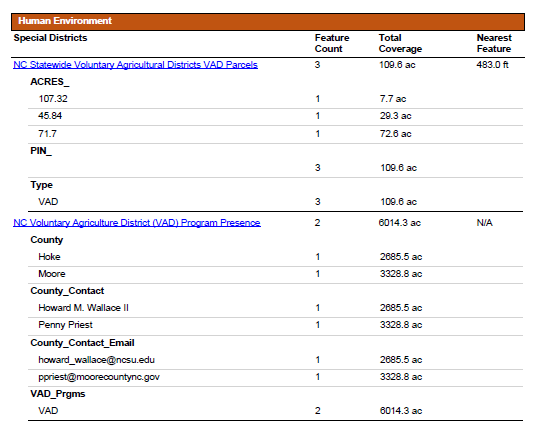 Human Environment
Special Districts Feature Count Total Coverage Nearest Feature
NC Statewide Voluntary Agricultural Districts VAD Parcels 3 109.6 ac 483.0 ft
ACRES_
107.32 1 7.7 ac
45.84 1 29.3 ac
71.7 1 72.6 ac
PIN_
3 109.6 ac
Type
VAD 3 109.6 ac
NC Voluntary Agriculture District (VAD) Program Presence 2 6014.3 ac N/A
County
Hoke 1 2685.5 ac
Moore 1 3328.8 ac
County_Contact
Howard M. Wallace II 1 2685.5 ac
Penny Priest 1 3328.8 ac
County_Contact_Email
howard_wallace@ncsu.edu 1 2685.5 ac
ppriest@moorecountync.gov 1 3328.8 ac
VAD_Prgms
VAD 2 6014.3 ac